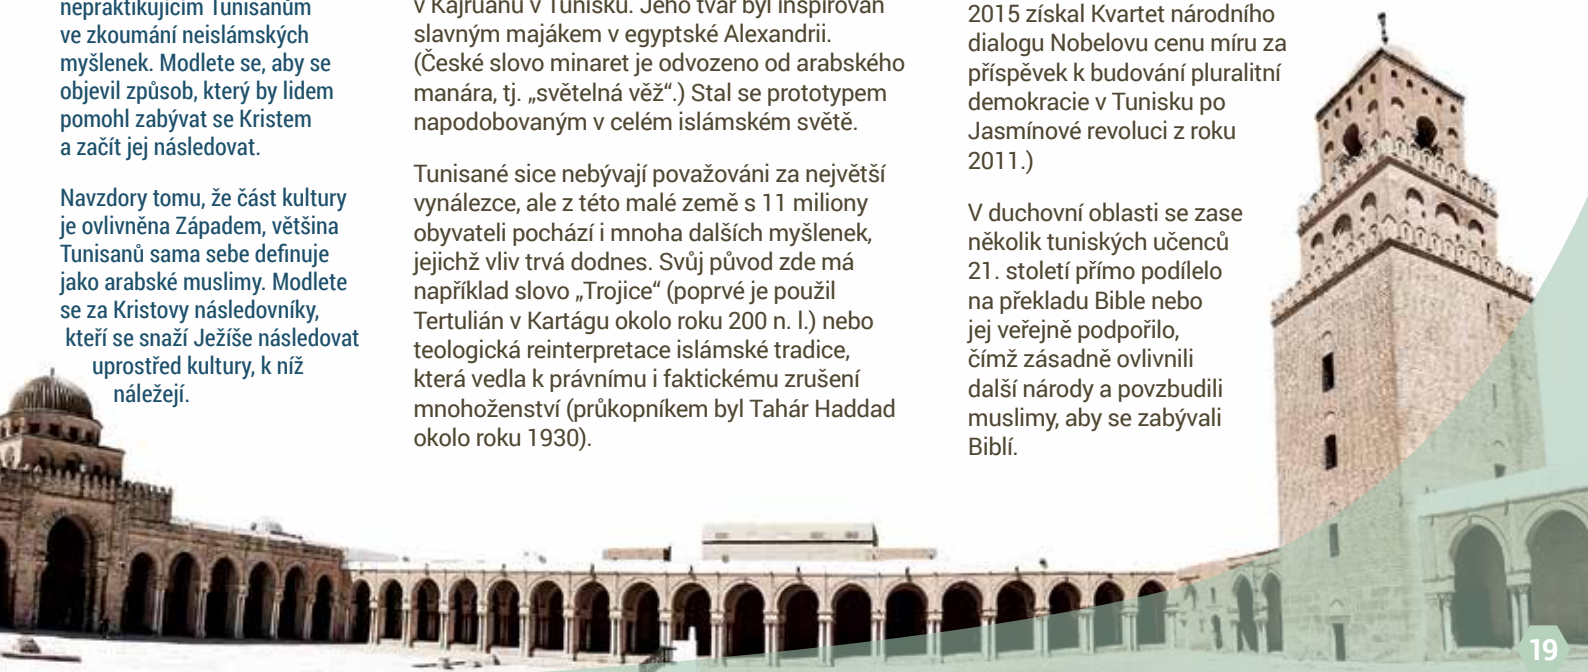 nepraktikujícím Tunisanům
ve zkoumání neislámských
myšlenek. Modlete se, aby se
objevil způsob, který by lidem
pomohl zabývat se Kristem
a začít jej následovat.
Navzdory tomu, že část kultury
je ovlivněna Západem, většina
Tunisanů sama sebe definuje
jako arabské muslimy. Modlete
se za Kristovy následovníky,
kteří se snaží Ježíše následovat
uprostřed kultury, k níž
náležejí.
v Kajruánu v Tunisku. Jeho tvar byl inspirován
slavným majákem v egyptské Alexandrii.
(České slovo minaret je odvozeno od arabského
manára, tj. „světelná věž“.) Stal se prototypem
napodobovaným v celém islámském světě.
Tunisané sice nebývají považováni za největší
vynálezce, ale z této malé země s 11 miliony
obyvateli pochází i mnoha dalších myšlenek,
jejichž vliv trvá dodnes. Svůj původ zde má
například slovo „Trojice“ (poprvé je použil
Tertulián v Kartágu okolo roku 200 n. l.) nebo
teologická reinterpretace islámské tradice,
která vedla k právnímu i faktickému zrušení
mnohoženství (průkopníkem byl Tahár Haddad
okolo roku 1930).
2015 získal Kvartet národního
dialogu Nobelovu cenu míru za
příspěvek k budování pluralitní
demokracie v Tunisku po
Jasmínové revoluci z roku
2011.)
V duchovní oblasti se zase
několik tuniských učenců
21. století přímo podílelo
na překladu Bible nebo
jej veřejně podpořilo,
čímž zásadně ovlivnili
další národy a povzbudili
muslimy, aby se zabývali
Biblí.
19